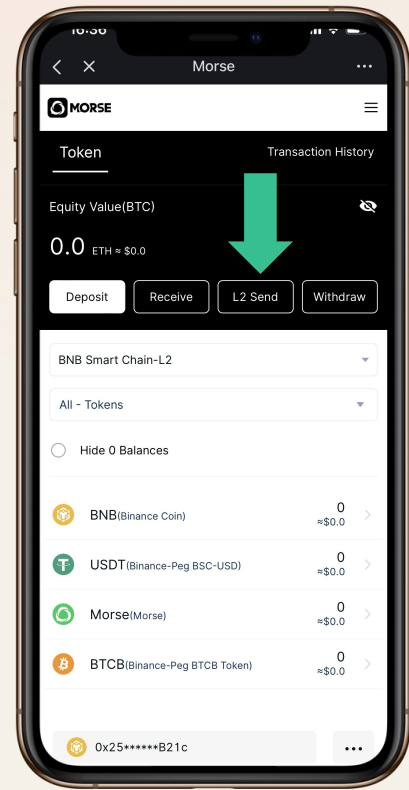 16:36
Morse
MORSE
Token Transaction History
Equity Value(BTC)
0.0 ETH ≈ $0.0
Deposit Receive L2 Send Withdraw
BNB Smart Chain-L2
All - Tokens
Hide 0 Balances
BNB(Binance Coin) 0
≈$0.0
USDT(Binance-Peg BSC-USD) 0
≈$0.0
Morse(Morse) 0
≈$0.0
BTCB(Binance-Peg BTCB Token) 0
≈$0.0
0x25******B21c